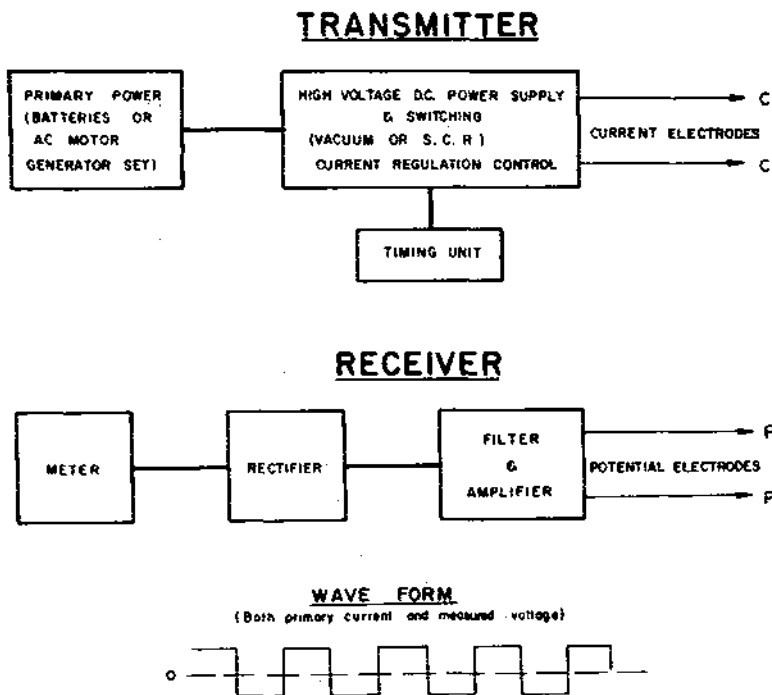 TRANSMITTER
PRIMARY POWER
(BATTERIES OR
AC MOTOR
GENERATOR SET)
HIGH VOLTAGE D.C. POWER SUPPLY
& SWITCHING
(VACUUM OR S.C.R)
CURRENT REGULATION CONTROL
C
CURRENT ELECTRODES
C
TIMING UNIT
RECEIVER
METER
RECTIFIER
FILTER
&
AMPLIFIER
P
POTENTIAL ELECTRODES
P
WAVE FORM
(Both primary current and measured voltage)
0